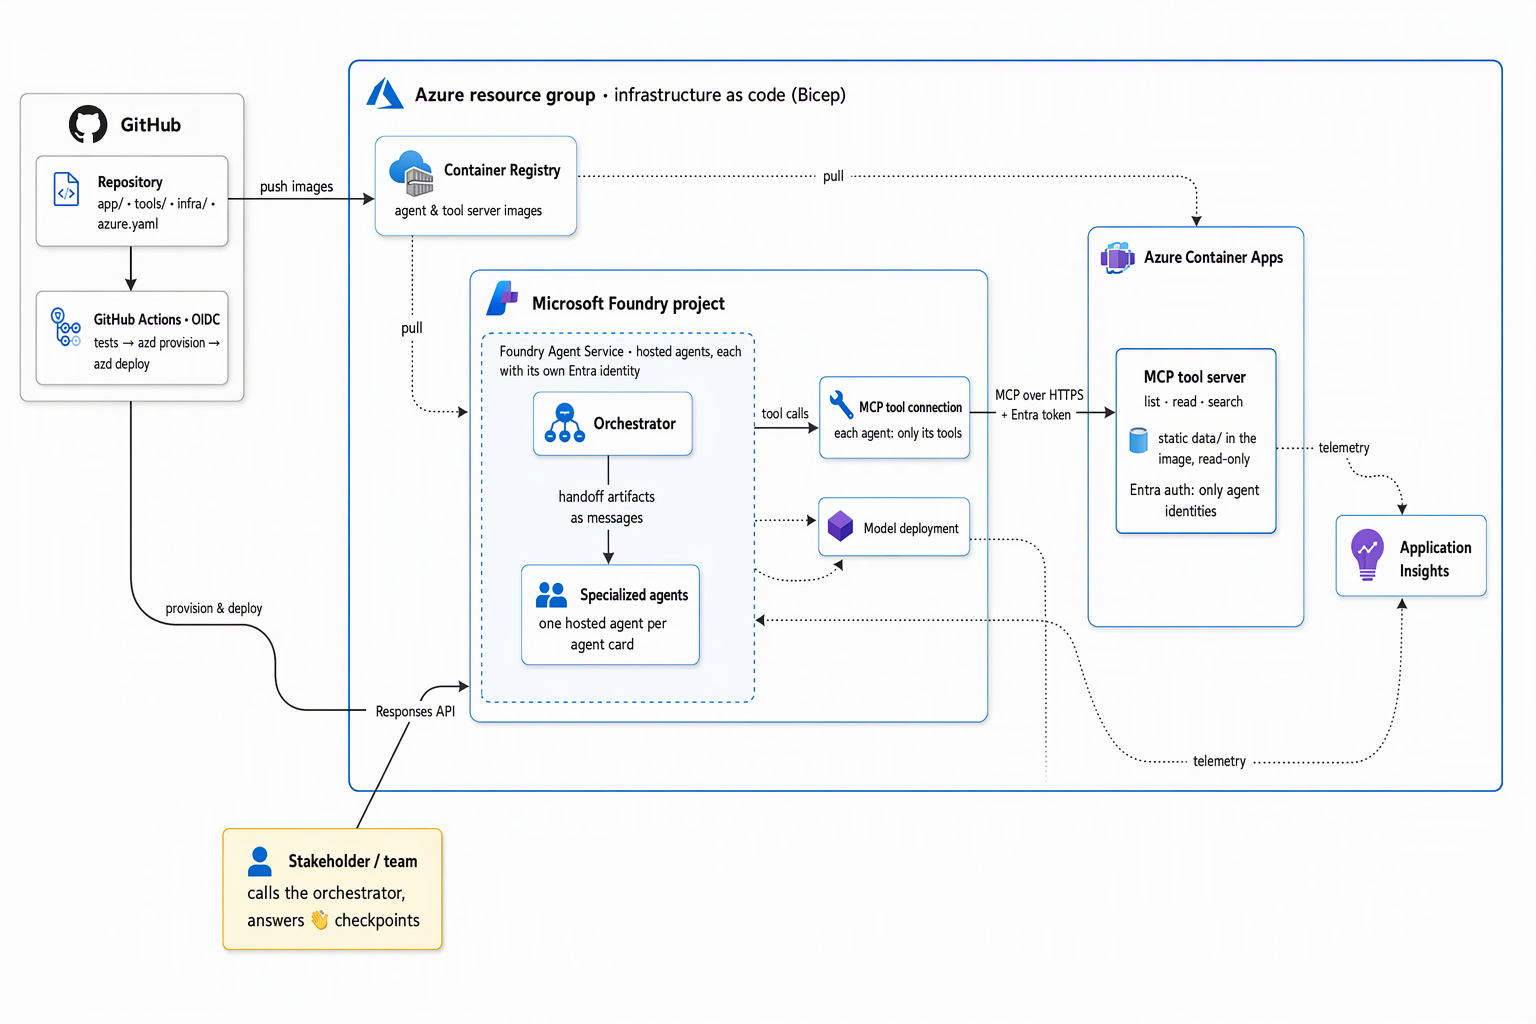 Azure resource group · infrastructure as code (Bicep)
GitHub
Repository
app/ · tools/ · infra/ ·
azure.yaml
push images
GitHub Actions · OIDC
tests → azd provision →
azd deploy
Container Registry
agent & tool server images
pull
pull
Azure Container Apps
Microsoft Foundry project
Foundry Agent Service · hosted agents, each
with its own Entra identity
Orchestrator
handoff artifacts
as messages
Specialized agents
one hosted agent per
agent card
tool calls
MCP tool connection
each agent: only its tools
Model deployment
MCP over HTTPS
+ Entra token
MCP tool server
list · read · search
static data/ in the
image, read-only
Entra auth: only agent
identities
telemetry
Application
Insights
provision & deploy
Responses API
telemetry
Stakeholder / team
calls the orchestrator,
answers 👋 checkpoints